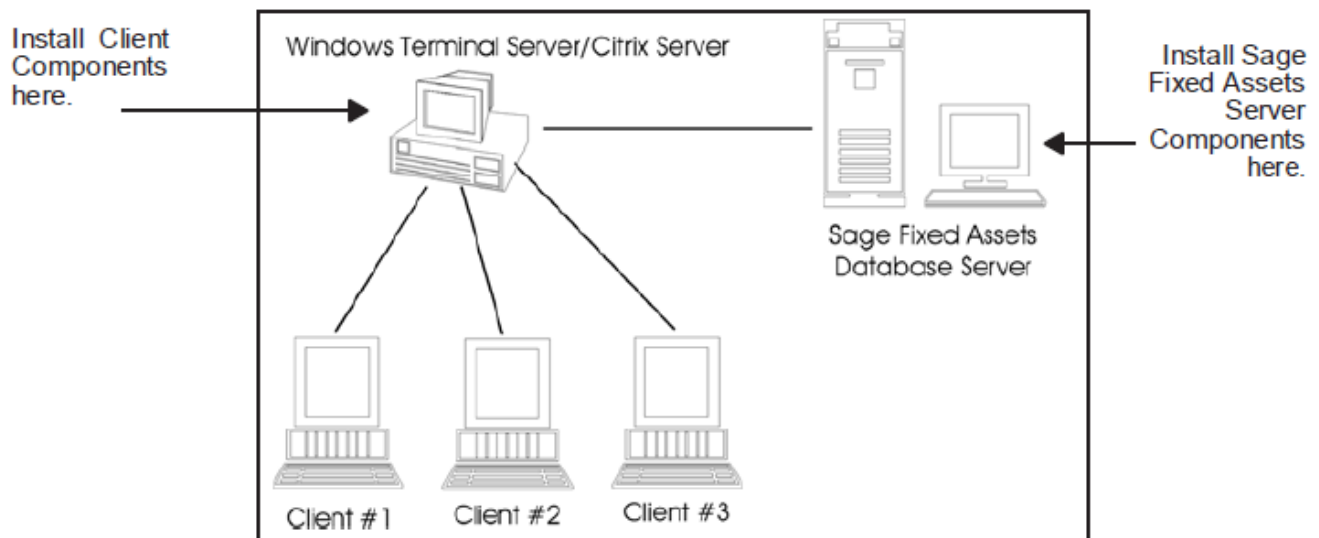 Install Client
Components
here.
Windows Terminal Server/Citrix Server
Install Sage
Fixed Assets
Server
Components
here.
Sage Fixed Assets
Database Server
Client #1
Client #2
Client #3